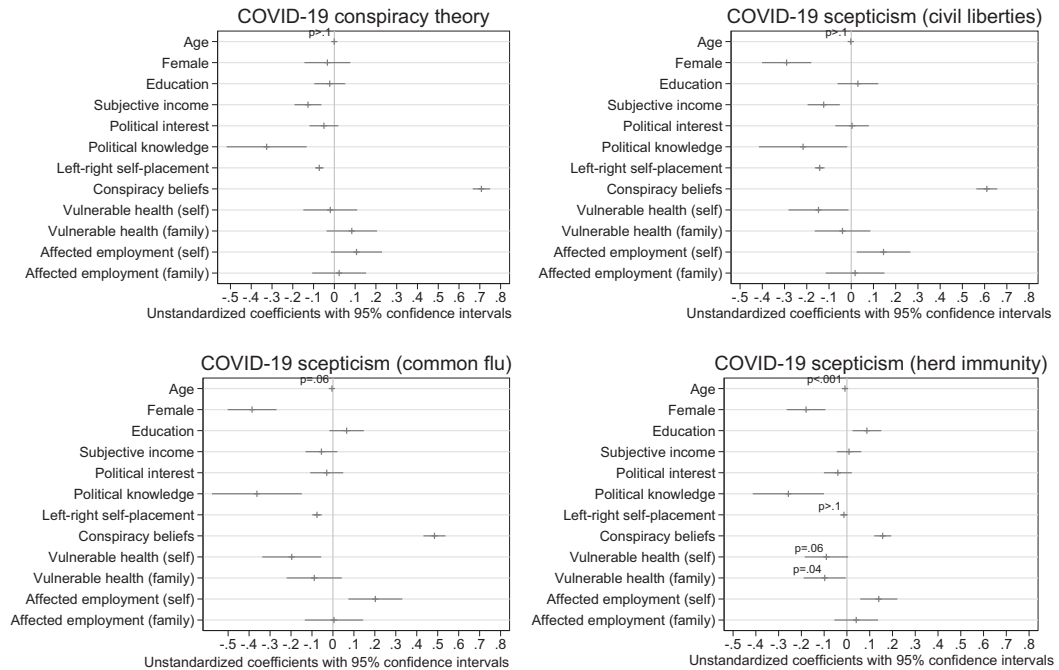 COVID-19 conspiracy theory
p>.1
Age
Female
Education
Subjective income
Political interest
Political knowledge
Left-right self-placement
Conspiracy beliefs
Vulnerable health (self)
Vulnerable health (family)
Affected employment (self)
Affected employment (family)
-.5 -.4 -.3 -.2 -.1 0 .1 .2 .3 .4 .5 .6 .7 .8
Unstandardized coefficients with 95% confidence intervals
COVID-19 scepticism (civil liberties)
p>.1
Age
Female
Education
Subjective income
Political interest
Political knowledge
Left-right self-placement
Conspiracy beliefs
Vulnerable health (self)
Vulnerable health (family)
Affected employment (self)
Affected employment (family)
-.5 -.4 -.3 -.2 -.1 0 .1 .2 .3 .4 .5 .6 .7 .8
Unstandardized coefficients with 95% confidence intervals
COVID-19 scepticism (common flu)
p=.06
Age
Female
Education
Subjective income
Political interest
Political knowledge
Left-right self-placement
Conspiracy beliefs
Vulnerable health (self)
Vulnerable health (family)
Affected employment (self)
Affected employment (family)
-.5 -.4 -.3 -.2 -.1 0 .1 .2 .3 .4 .5 .6 .7 .8
Unstandardized coefficients with 95% confidence intervals
COVID-19 scepticism (herd immunity)
p<.001
Age
Female
Education
Subjective income
Political interest
Political knowledge
p>.1
Left-right self-placement
Conspiracy beliefs
p=.06
Vulnerable health (self)
p=.04
Vulnerable health (family)
Affected employment (self)
Affected employment (family)
-.5 -.4 -.3 -.2 -.1 0 .1 .2 .3 .4 .5 .6 .7 .8
Unstandardized coefficients with 95% confidence intervals